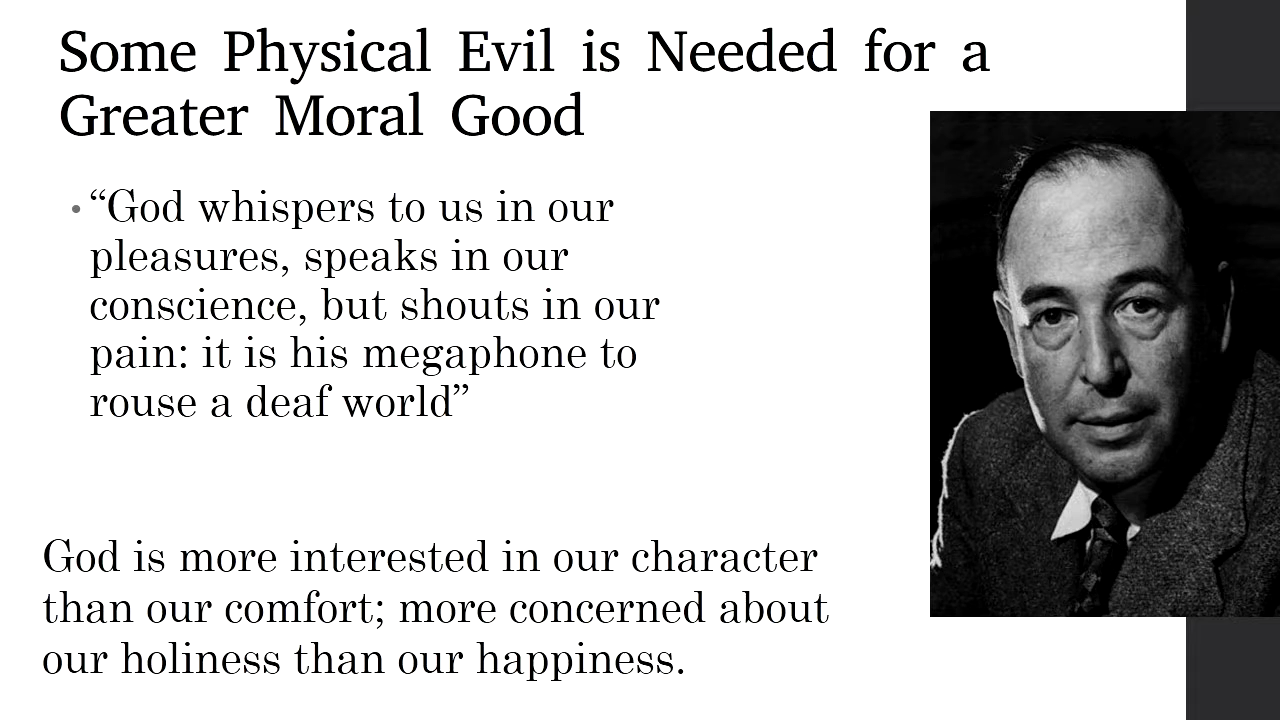 Some Physical Evil is Needed for a
Greater Moral Good
• “God whispers to us in our
pleasures, speaks in our
conscience, but shouts in our
pain: it is his megaphone to
rouse a deaf world”
God is more interested in our character
than our comfort; more concerned about
our holiness than our happiness.